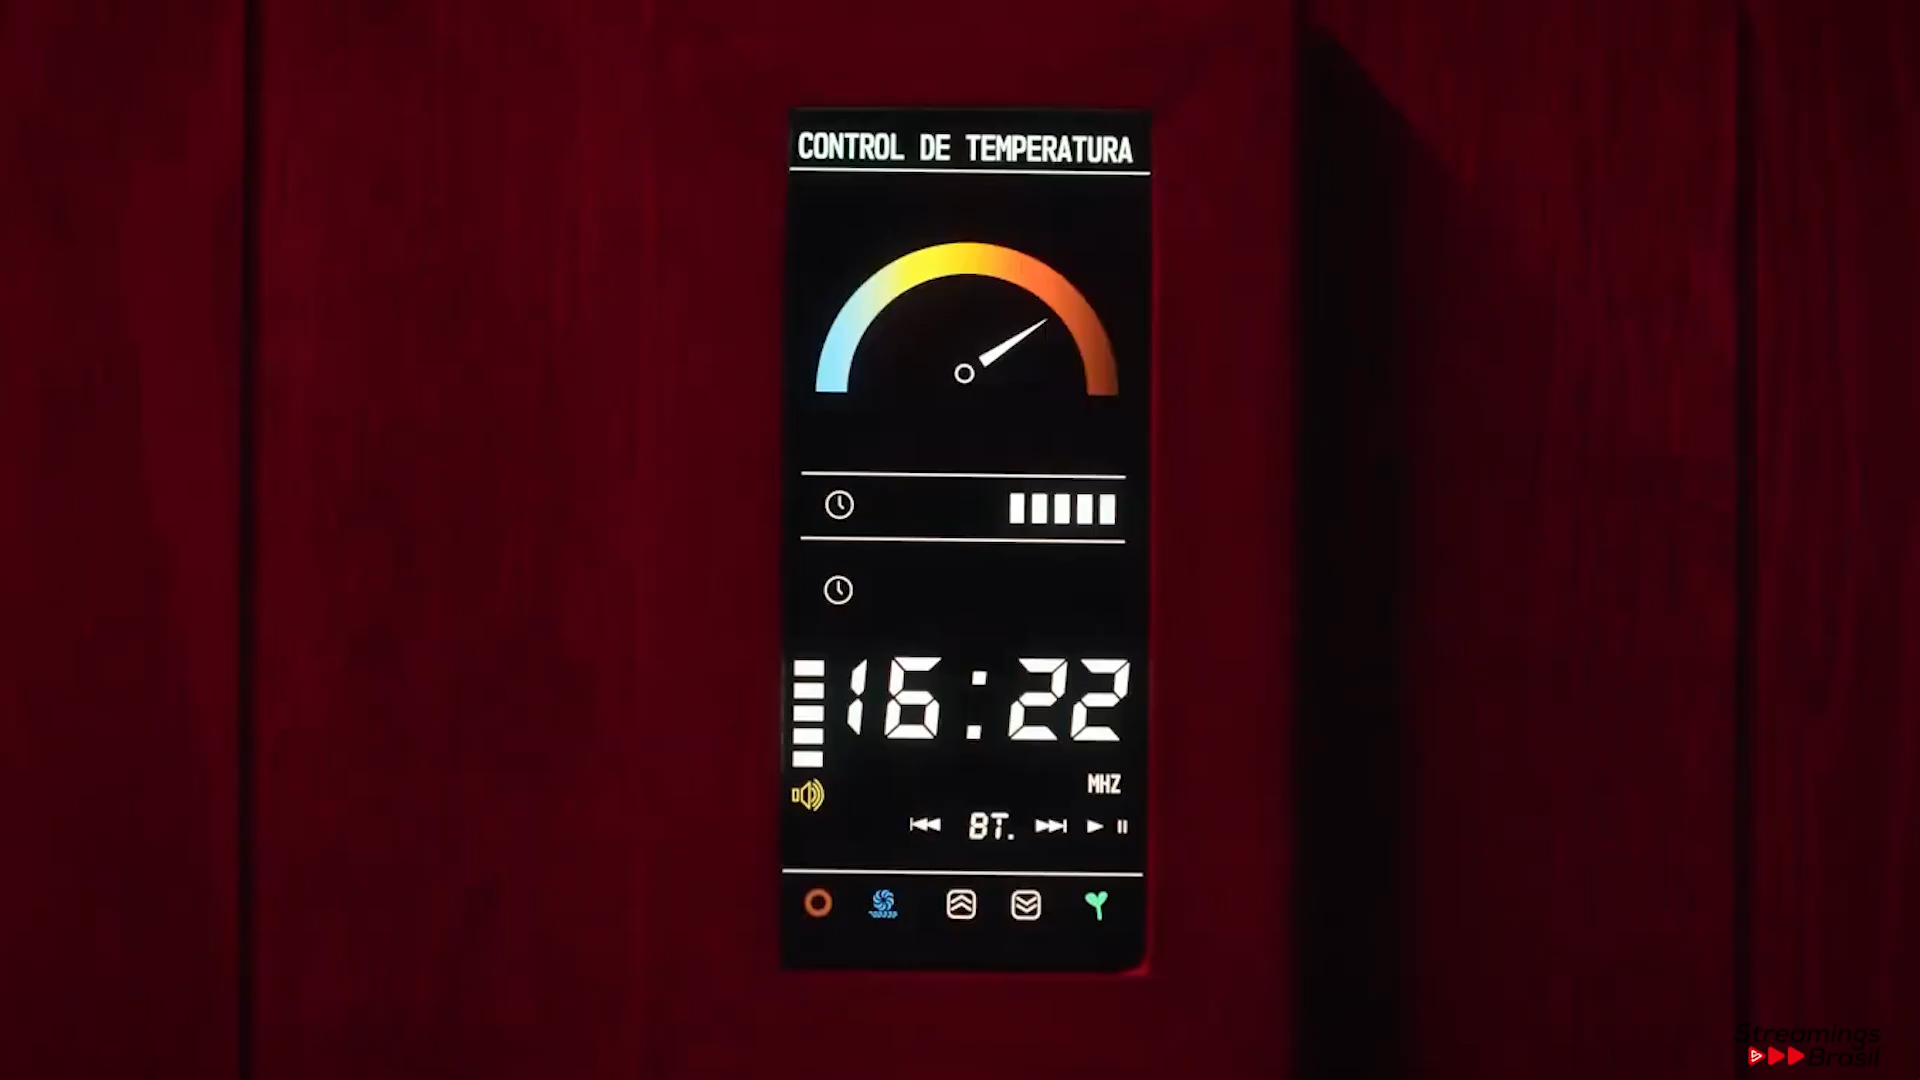 CONTROL DE TEMPERATURA
16:22
MHZ
BT.
Streamings
Brasil